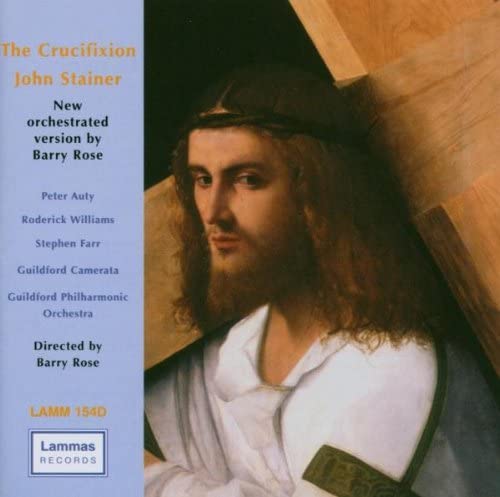 The Crucifixion
John Stainer
New
orchestrated
version by
Barry Rose
Peter Auty
Roderick Williams
Stephen Farr
Guildford Camerata
Guildford Philharmonic
Orchestra
Directed by
Barry Rose
LAMM 154D
Lammas
RECORDS